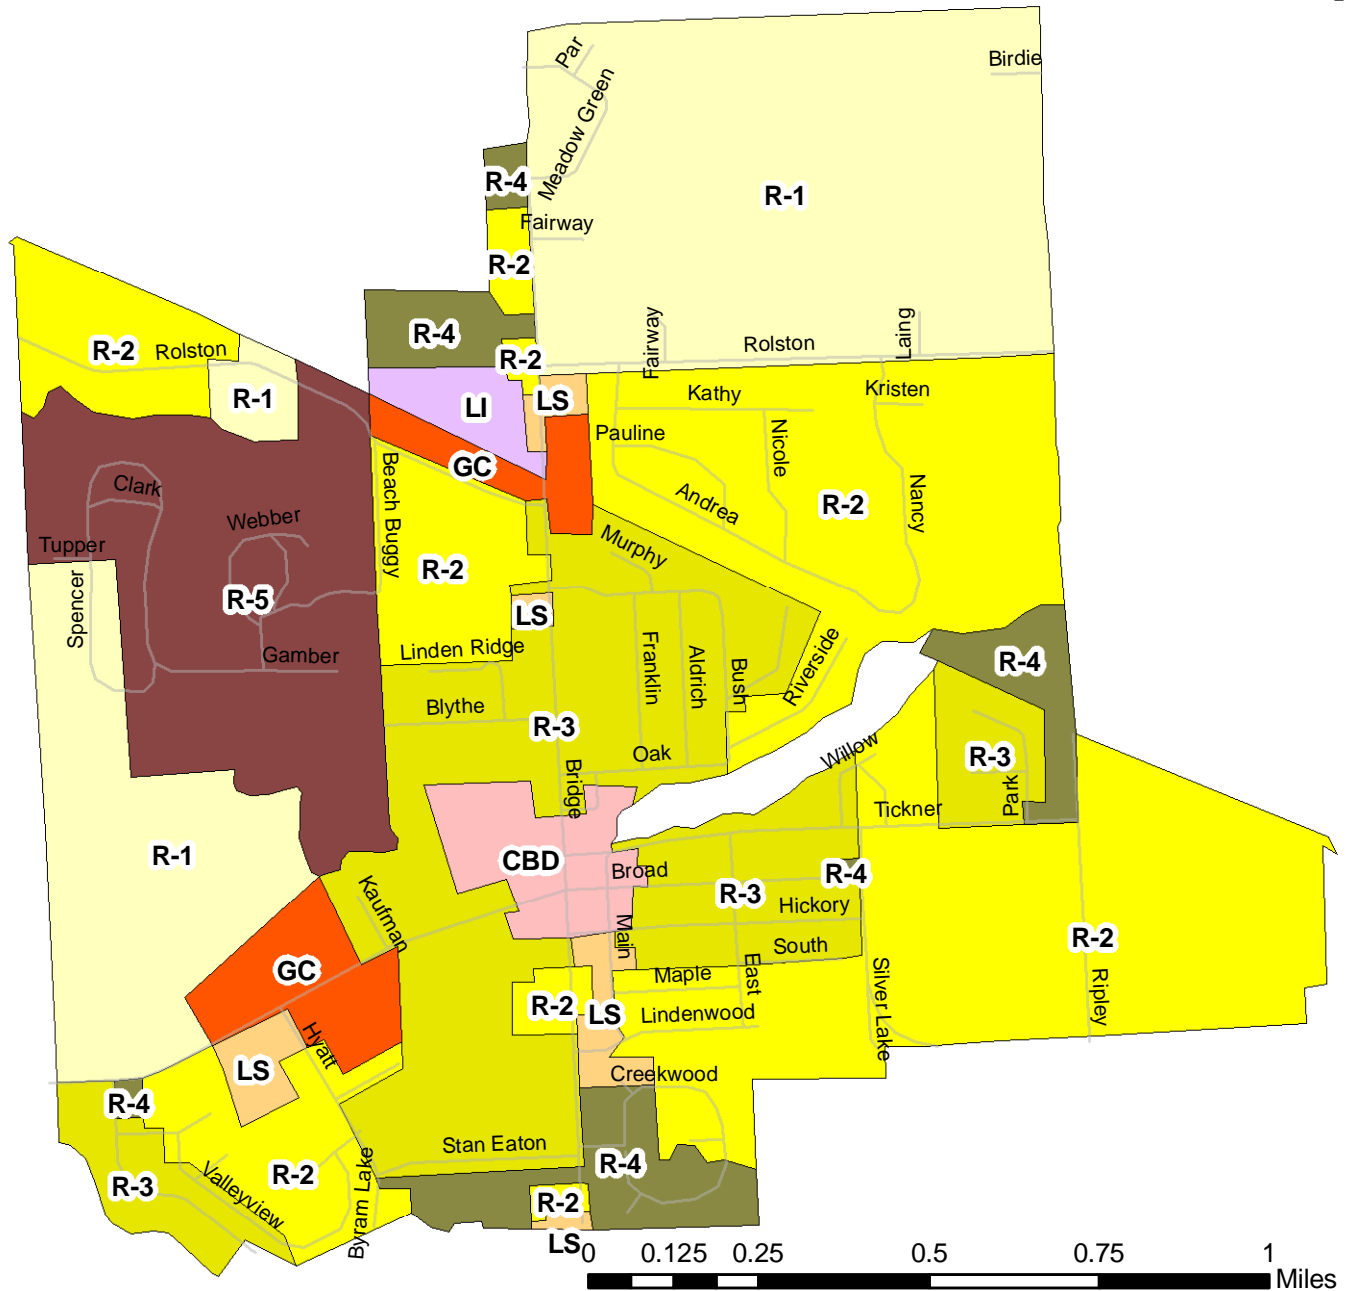 Par
Birdie
Meadow Green
R-4
R-1
Fairway
R-2
Fairway
Laing
R-4
Rolston
R-2
Rolston
R-2
R-1
LI
LS
Kathy
Kristen
Pauline
Nicole
GC
Beach Buggy
Clark
Andrea
R-2
Nancy
Webber
Tupper
Murphy
R-2
Spencer
R-5
LS
Linden Ridge
Gamber
Franklin
Aldrich
Bush
Riverside
R-4
Blythe
R-3
Oak
Willow
R-3
Bridge
Park
Tickner
R-1
CBD
Broad
R-4
R-3
Kaufman
Hickory
Main
South
R-2
GC
East
Maple
Silver Lake
Ripley
R-2
LS
Lindenwood
Hyatt
LS
Creekwood
R-4
Stan Eaton
R-4
R-3
R-2
Valleyview
Byram Lake
R-2
LS
0 0.125 0.25 0.5 0.75 1
Miles